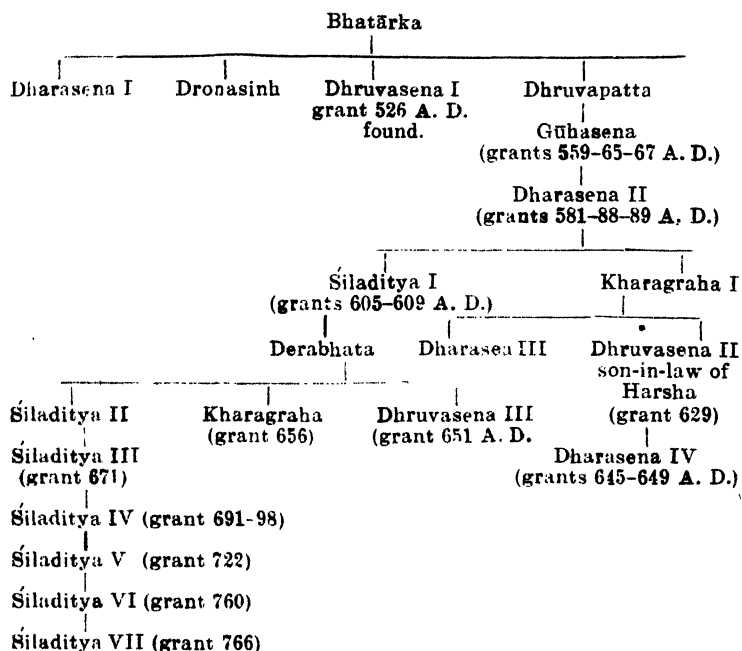 Bhatārka
Dharasena I Dronasinh Dhruvasena I Dhruvapatta
grant 526 A. D.
found.
Gūhasena
(grants 559–65–67 A. D.)
Dharasena II
(grants 581–88–89 A. D.)
Śiladitya I Kharagraha I
(grants 605–609 A. D.)
Derabhata Dharasea III Dhruvasena II
son-in-law of
Harsha
(grant 629)
Śiladitya II Kharagraha Dhruvasena III
(grant 656) (grant 651 A. D.
Śiladitya III Dharasena IV
(grant 671) (grants 645–649 A. D.)
Śiladitya IV (grant 691-98)
Śiladitya V (grant 722)
Śiladitya VI (grant 760)
Śiladitya VII (grant 766)